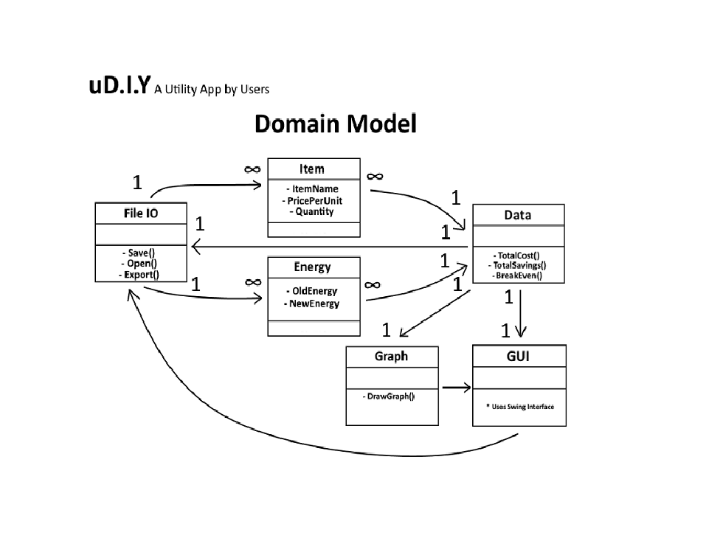 uD.I.Y A Utility App by Users
Domain Model
Item
- ItemName
- PricePerUnit
- Quantity
File IO
- Save()
- Open()
- Export()
Data
- TotalCost()
- TotalSavings()
- BreakEven()
Energy
- OldEnergy
- NewEnergy
Graph
- DrawGraph()
GUI
* Uses Swing Interface
1
∞
∞
1
1
1
1
∞
∞
1
1
1
1
1